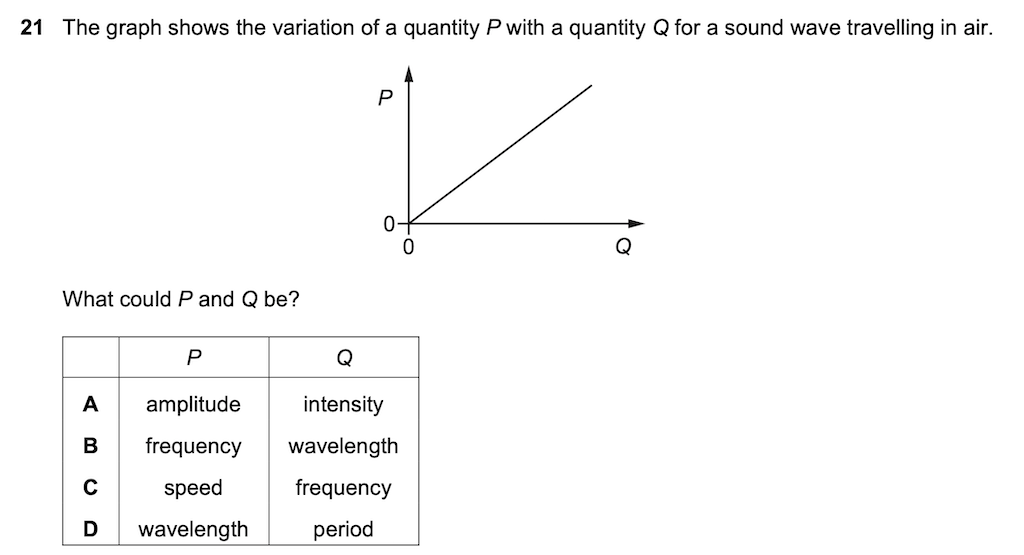 21 The graph shows the variation of a quantity P with a quantity Q for a sound wave travelling in air.
P
0
0
Q
What could P and Q be?
P Q
A amplitude intensity
B frequency wavelength
C speed frequency
D wavelength period